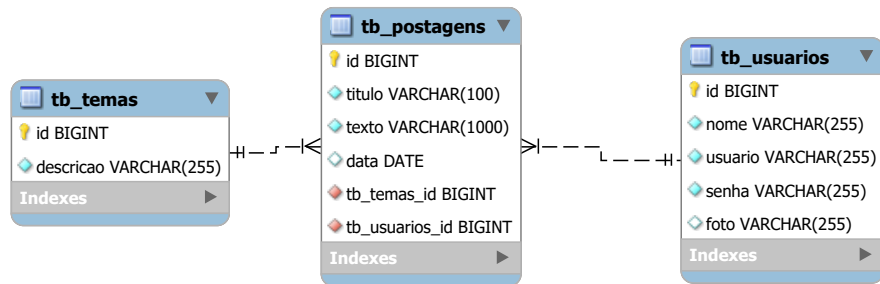 tb_temas
id BIGINT
descricao VARCHAR(255)
Indexes
tb_postagens
id BIGINT
titulo VARCHAR(100)
texto VARCHAR(1000)
data DATE
tb_temas_id BIGINT
tb_usuarios_id BIGINT
Indexes
tb_usuarios
id BIGINT
nome VARCHAR(255)
usuario VARCHAR(255)
senha VARCHAR(255)
foto VARCHAR(255)
Indexes